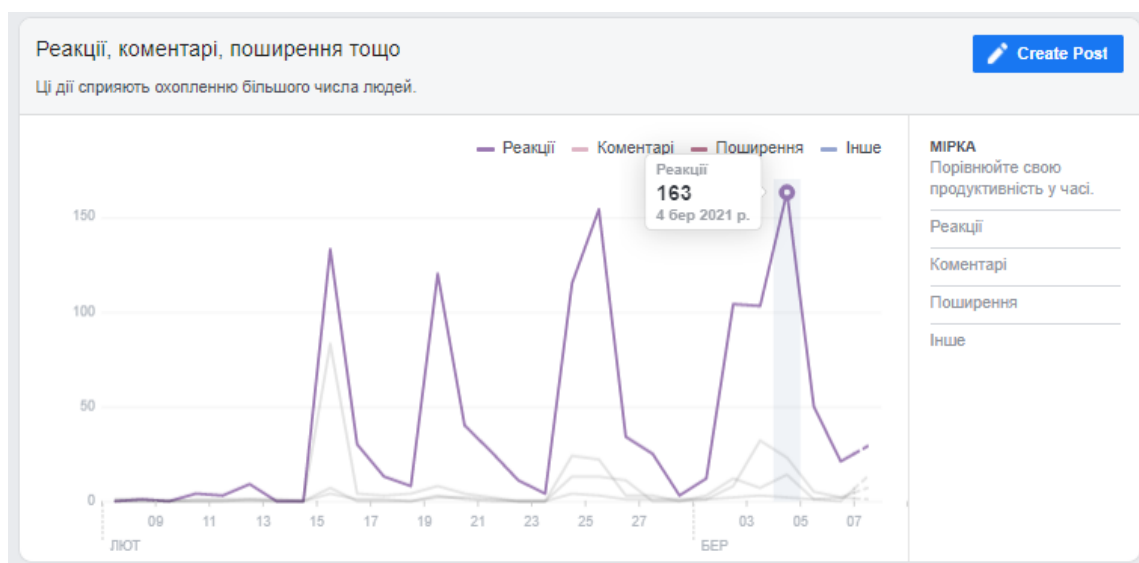 Реакції, коментарі, поширення тощо
Create Post
Ці дії сприяють охопленню більшого числа людей.
Реакції
Коментарі
Поширення
Інше
Реакції
163
4 бер 2021 р.
150
100
50
0
09
11
13
15
17
19
21
23
25
27
03
05
07
ЛЮТ
БЕР
МІРКА
Порівнюйте свою
продуктивність у часі.
Реакції
Коментарі
Поширення
Інше